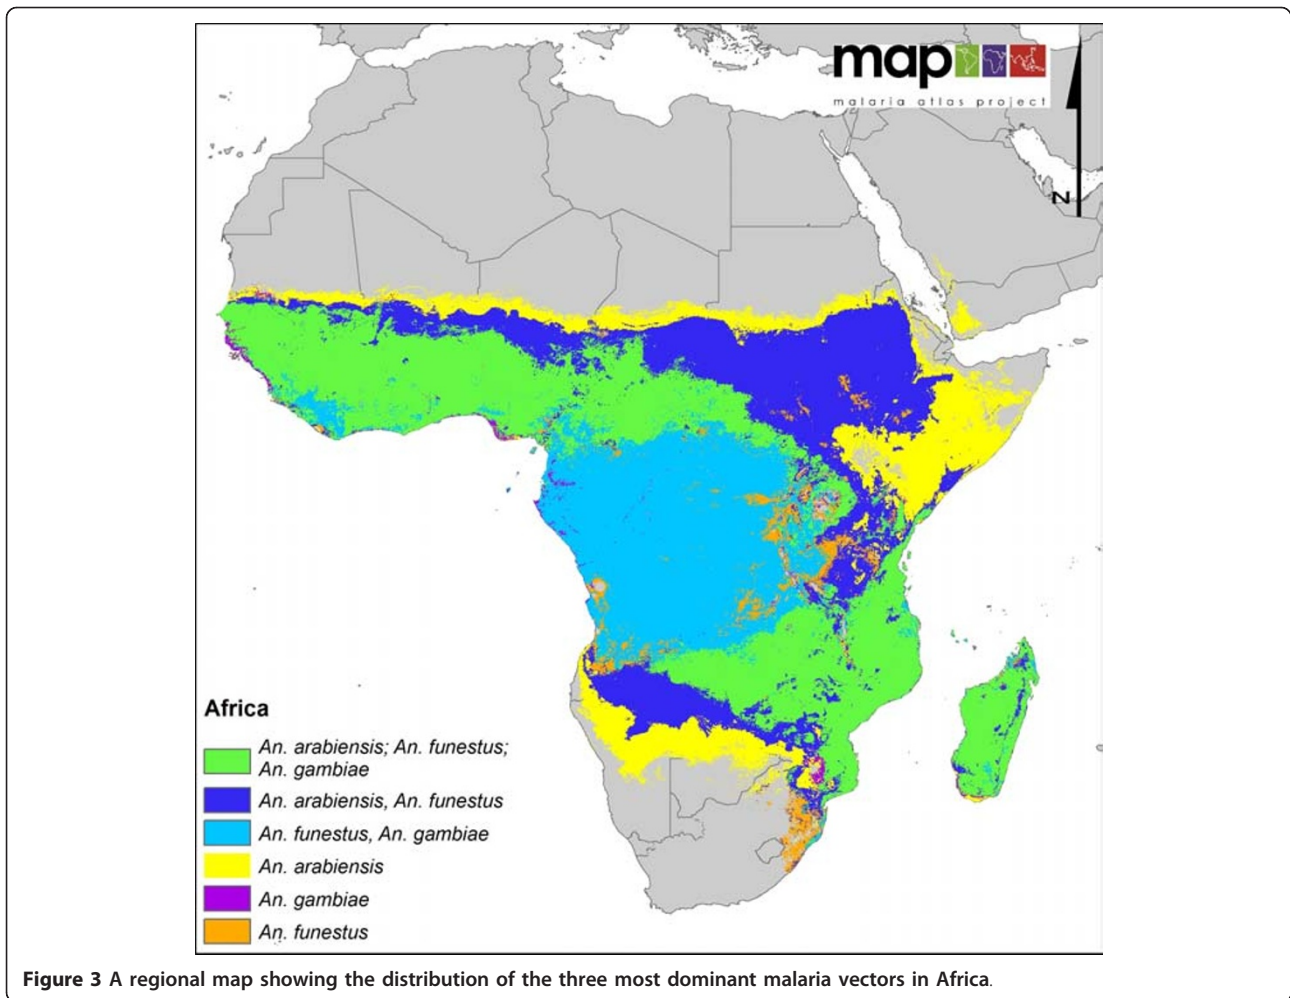 map
malaria atlas project
N
Africa
An. arabiensis; An. funestus;
An. gambiae
An. arabiensis, An. funestus
An. funestus, An. gambiae
An. arabiensis
An. gambiae
An. funestus
Figure 3 A regional map showing the distribution of the three most dominant malaria vectors in Africa.